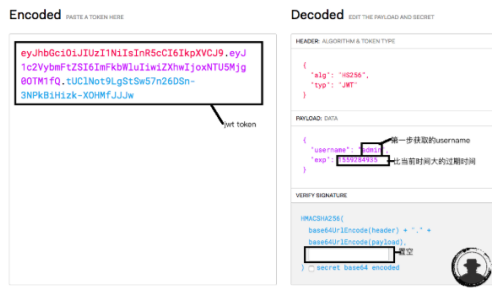 Encoded PASTE A TOKEN HERE
eyJhbGciOiJIUzI1NiIsInR5cCI6IkpXVCJ9.eyJ
1c2VybmFtZSI6ImFkbWluIiwiZXhwIjoxNTU5Mjg
0OTM1fQ.tUClNot9LgStSw57n26DSn-
3NPkBiHizk-XOHMfJJJw
jwt token
Decoded EDIT THE PAYLOAD AND SECRET
HEADER: ALGORITHM & TOKEN TYPE
{
"alg": "HS256",
"typ": "JWT"
}
PAYLOAD: DATA
第一步获取的username
{
"username": "admin",
"exp": 1559284935 比当前时间大的过期时间
}
VERIFY SIGNATURE
HMACSHA256(
base64UrlEncode(header) + "." +
base64UrlEncode(payload),
置空
) secret base64 encoded